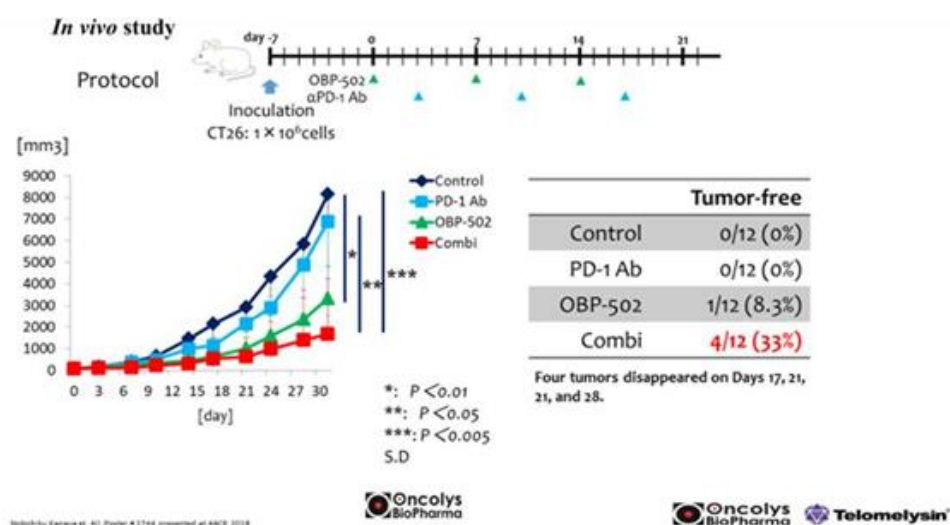 In vivo study
Protocol
day -7 0 7 14 21
OBP-502
αPD-1 Ab
Inoculation
CT26: 1×10⁶cells
[mm3]
9000
8000
7000
6000
5000
4000
3000
2000
1000
0
0 3 6 9 12 15 18 21 24 27 30
[day]
Control
PD-1 Ab
OBP-502
Combi
*
**
***
*: P<0.01
**: P<0.05
***: P<0.005
S.D
Tumor-free
Control 0/12 (0%)
PD-1 Ab 0/12 (0%)
OBP-502 1/12 (8.3%)
Combi 4/12 (33%)
Four tumors disappeared on Days 17, 21,
21, and 28.
Oncolys
BioPharma
Oncolys
BioPharma
Telomelysin